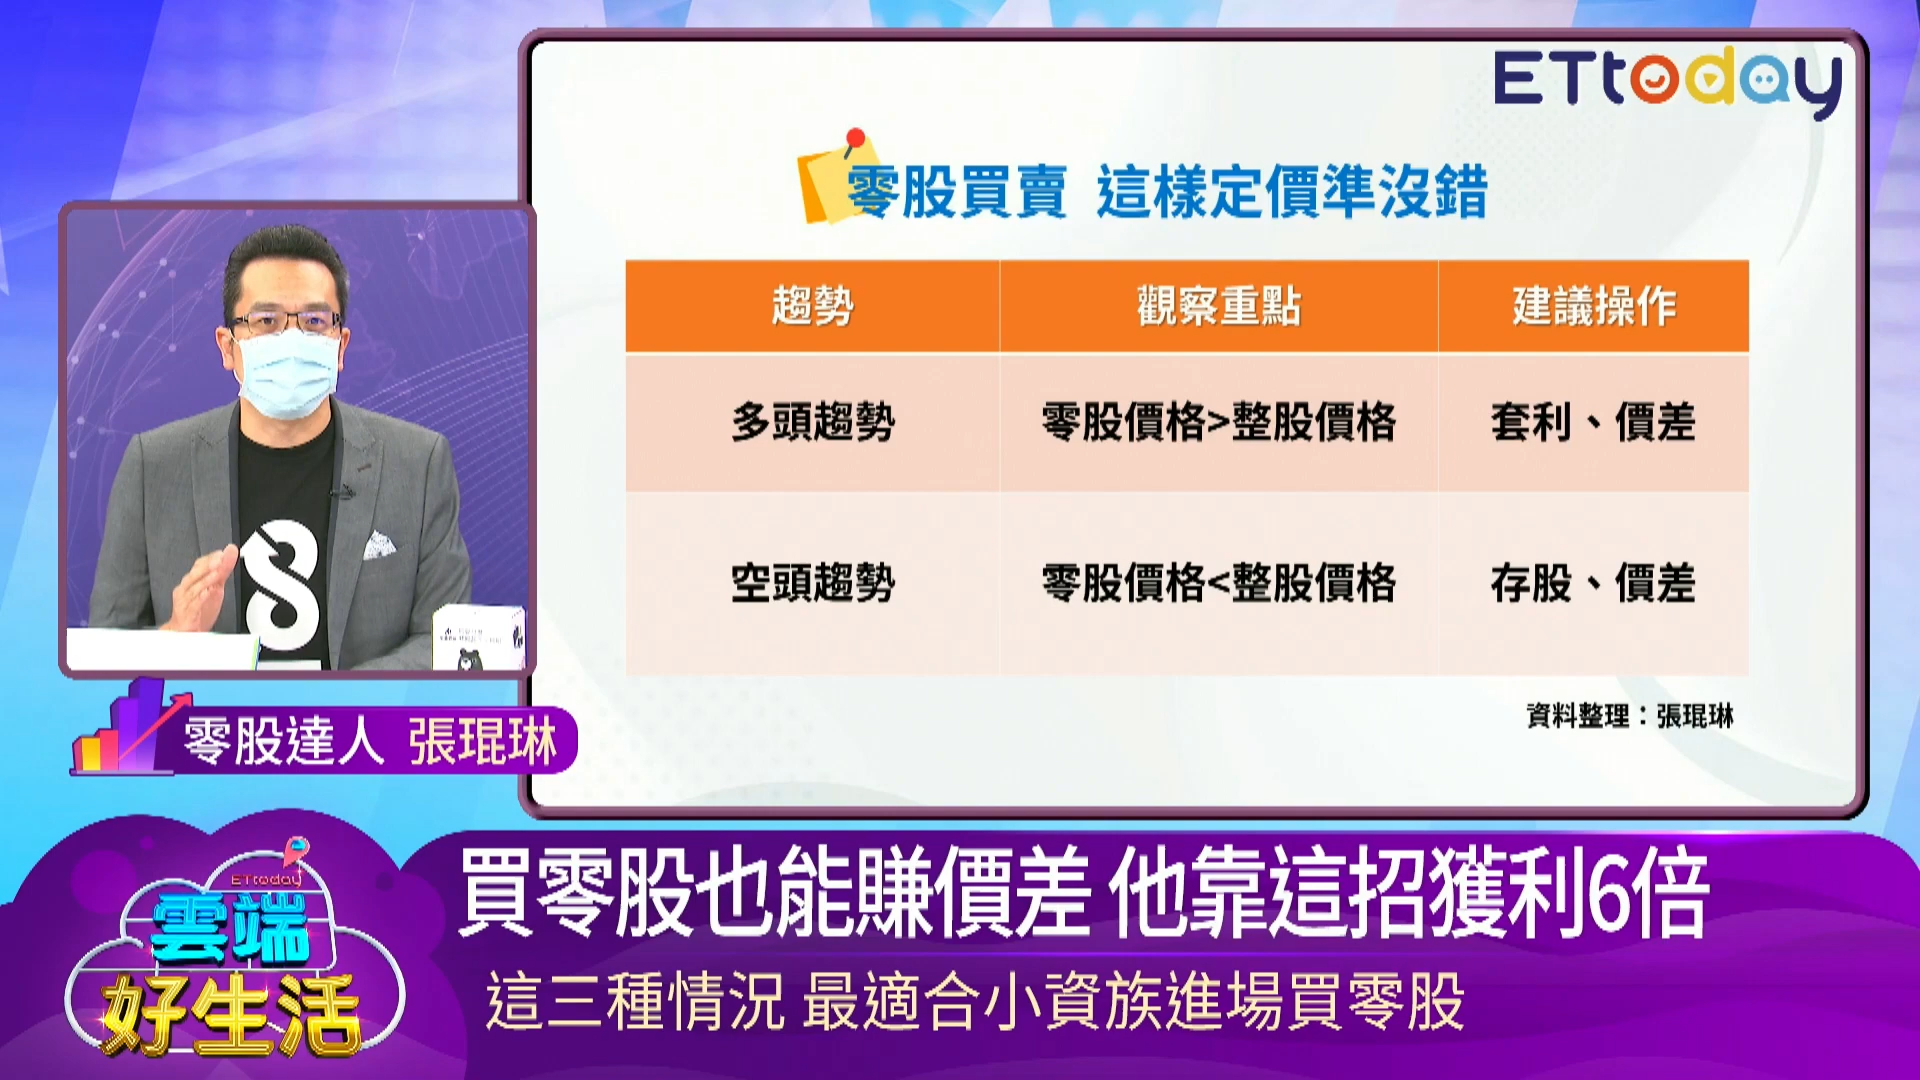 ETtoday
零股買賣 這樣定價準沒錯
趨勢 觀察重點 建議操作
多頭趨勢 零股價格>整股價格 套利、價差
空頭趨勢 零股價格<整股價格 存股、價差
資料整理：張琨琳
零股達人 張琨琳
ETtoday
雲端
好生活
買零股也能賺價差 他靠這招獲利6倍
這三種情況 最適合小資族進場買零股